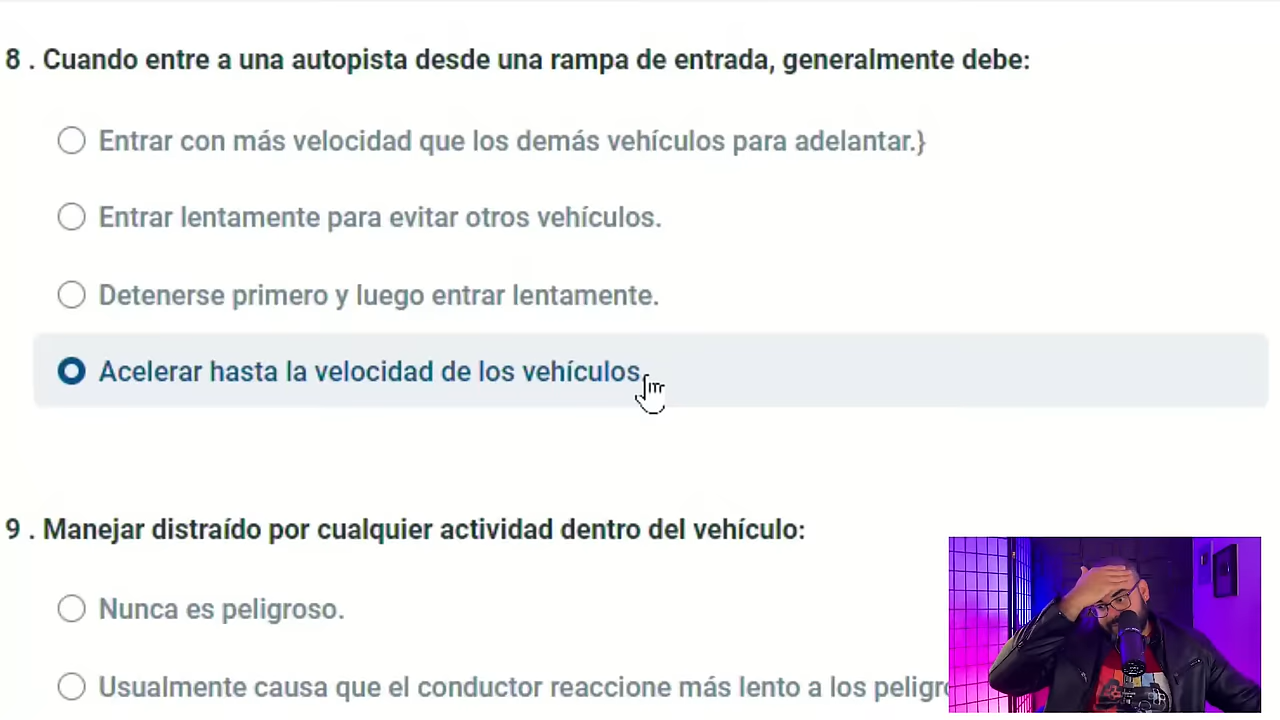 8 . Cuando entre a una autopista desde una rampa de entrada, generalmente debe:
Entrar con más velocidad que los demás vehículos para adelantar.}
Entrar lentamente para evitar otros vehículos.
Detenerse primero y luego entrar lentamente.
Acelerar hasta la velocidad de los vehículos.
9 . Manejar distraído por cualquier actividad dentro del vehículo:
Nunca es peligroso.
Usualmente causa que el conductor reaccione más lento a los